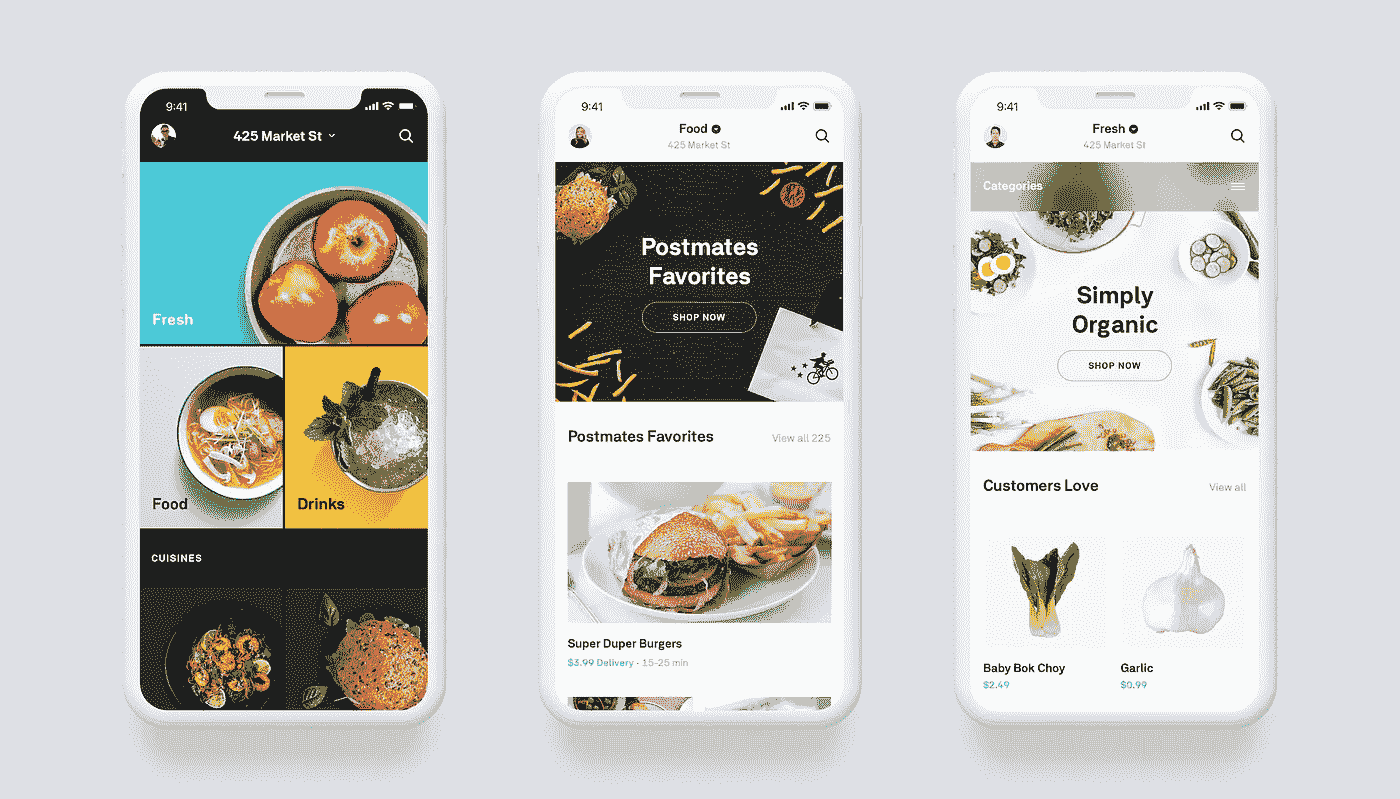 9:41
425 Market St
Fresh
Food
Drinks
CUISINES
9:41
Food
425 Market St
Postmates
Favorites
SHOP NOW
Postmates Favorites
View all 225
Super Duper Burgers
$3.99 Delivery · 15-25 min
9:41
Fresh
425 Market St
Categories
Simply
Organic
SHOP NOW
Customers Love
View all
Baby Bok Choy
$2.49
Garlic
$0.99